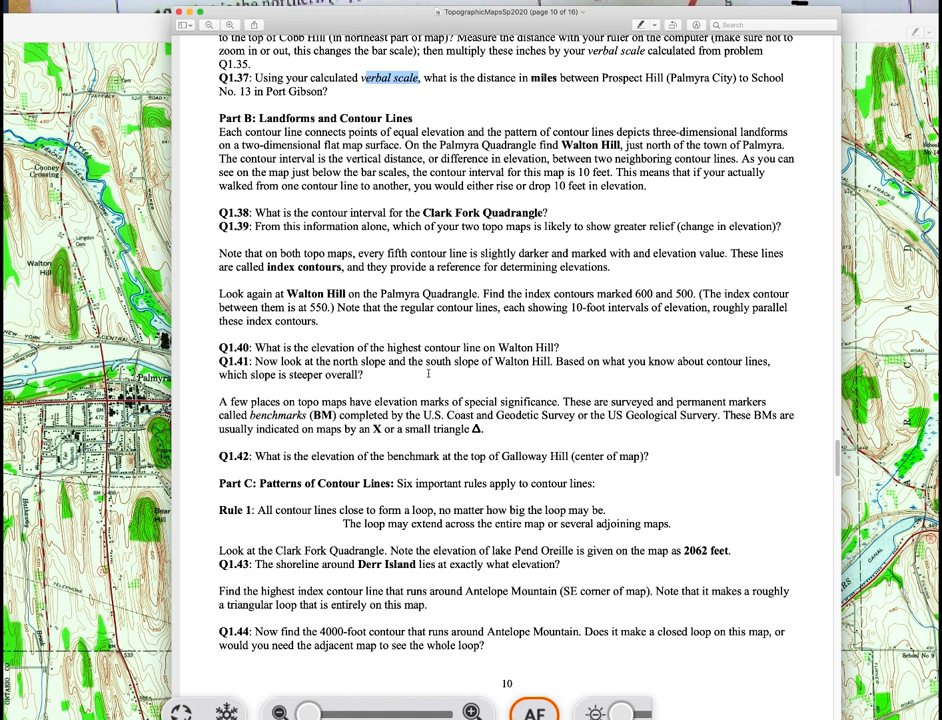 TopographicMapsSp2020 (page 10 of 16)
Search
to the top of Cobb Hill (in northeast part of map)? Measure the distance with your ruler on the computer (make sure not to
zoom in or out, this changes the bar scale); then multiply these inches by your verbal scale calculated from problem
Q1.35.
Q1.37: Using your calculated verbal scale, what is the distance in miles between Prospect Hill (Palmyra City) to School
No. 13 in Port Gibson?
Part B: Landforms and Contour Lines
Each contour line connects points of equal elevation and the pattern of contour lines depicts three-dimensional landforms
on a two-dimensional flat map surface. On the Palmyra Quadrangle find Walton Hill, just north of the town of Palmyra.
The contour interval is the vertical distance, or difference in elevation, between two neighboring contour lines. As you can
see on the map just below the bar scales, the contour interval for this map is 10 feet. This means that if your actually
walked from one contour line to another, you would either rise or drop 10 feet in elevation.
Q1.38: What is the contour interval for the Clark Fork Quadrangle?
Q1.39: From this information alone, which of your two topo maps is likely to show greater relief (change in elevation)?
Note that on both topo maps, every fifth contour line is slightly darker and marked with and elevation value. These lines
are called index contours, and they provide a reference for determining elevations.
Look again at Walton Hill on the Palmyra Quadrangle. Find the index contours marked 600 and 500. (The index contour
between them is at 550.) Note that the regular contour lines, each showing 10-foot intervals of elevation, roughly parallel
these index contours.
Q1.40: What is the elevation of the highest contour line on Walton Hill?
Q1.41: Now look at the north slope and the south slope of Walton Hill. Based on what you know about contour lines,
which slope is steeper overall?
A few places on topo maps have elevation marks of special significance. These are surveyed and permanent markers
called benchmarks (BM) completed by the U.S. Coast and Geodetic Survey or the US Geological Survery. These BMs are
usually indicated on maps by an X or a small triangle Δ.
Q1.42: What is the elevation of the benchmark at the top of Galloway Hill (center of map)?
Part C: Patterns of Contour Lines: Six important rules apply to contour lines:
Rule 1: All contour lines close to form a loop, no matter how big the loop may be.
The loop may extend across the entire map or several adjoining maps.
Look at the Clark Fork Quadrangle. Note the elevation of lake Pend Oreille is given on the map as 2062 feet.
Q1.43: The shoreline around Derr Island lies at exactly what elevation?
Find the highest index contour line that runs around Antelope Mountain (SE corner of map). Note that it makes a roughly
a triangular loop that is entirely on this map.
Q1.44: Now find the 4000-foot contour that runs around Antelope Mountain. Does it make a closed loop on this map, or
would you need the adjacent map to see the whole loop?
10
AF
Cooney
Crossing
Creek
Walton
Hill
NEW YORK
CENTRAL
Palmyra
BM
472
Bear
Hill
TELEPHONE
ONTARIO CO
4 TRACKS
CANAL
School No 9